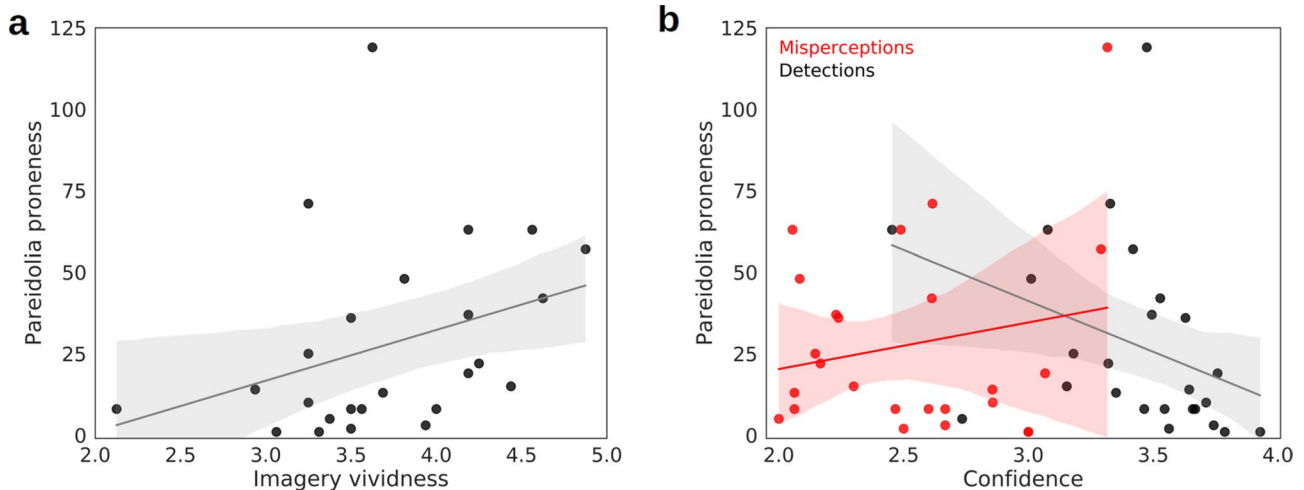 a
125
100
75
50
25
0
Pareidolia proneness
2.0 2.5 3.0 3.5 4.0 4.5 5.0
Imagery vividness
b
Misperceptions
Detections
125
100
75
50
25
0
Pareidolia proneness
2.0 2.5 3.0 3.5 4.0
Confidence